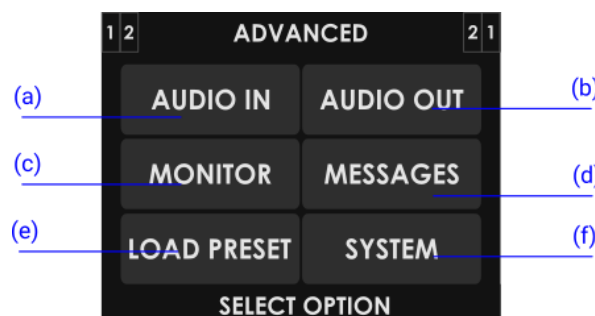 1 2 ADVANCED 2 1
(a) AUDIO IN AUDIO OUT (b)
(c) MONITOR MESSAGES (d)
(e) LOAD PRESET SYSTEM (f)
SELECT OPTION